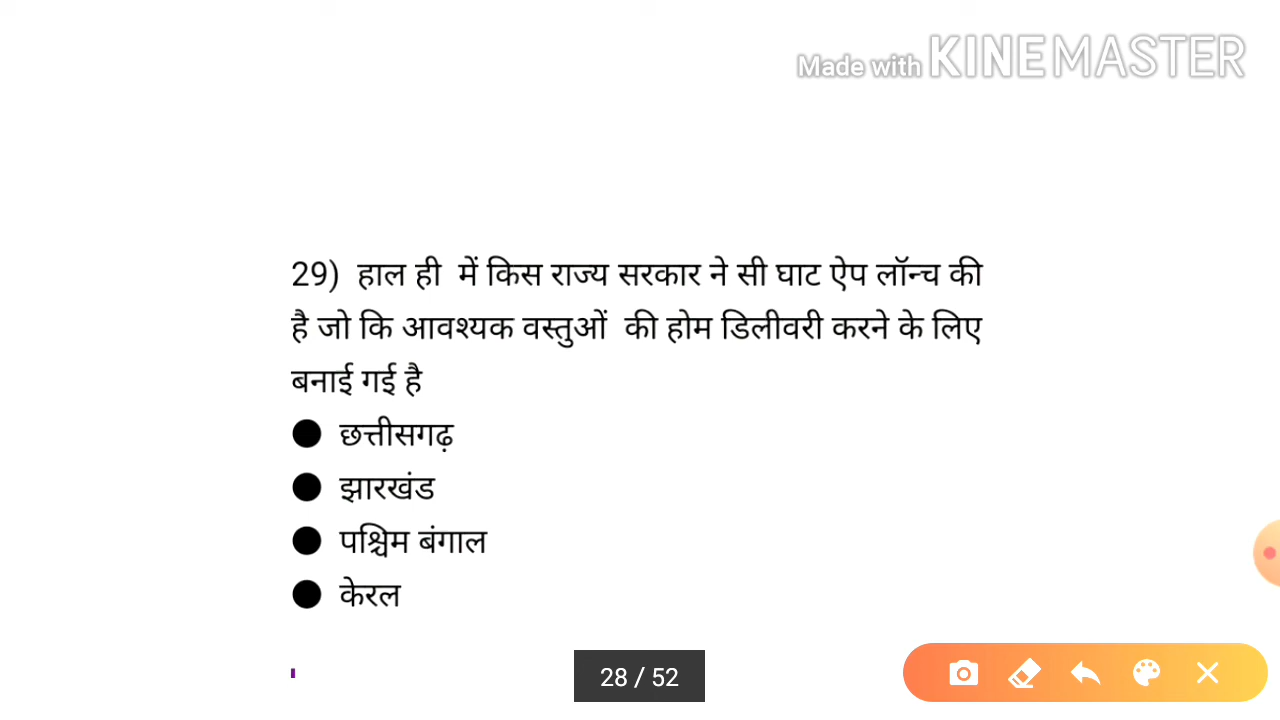 Made with KINEMASTER
29) हाल ही में किस राज्य सरकार ने सी घाट ऐप लॉन्च की
है जो कि आवश्यक वस्तुओं की होम डिलीवरी करने के लिए
बनाई गई है
● छत्तीसगढ़
● झारखंड
● पश्चिम बंगाल
● केरल
28 / 52